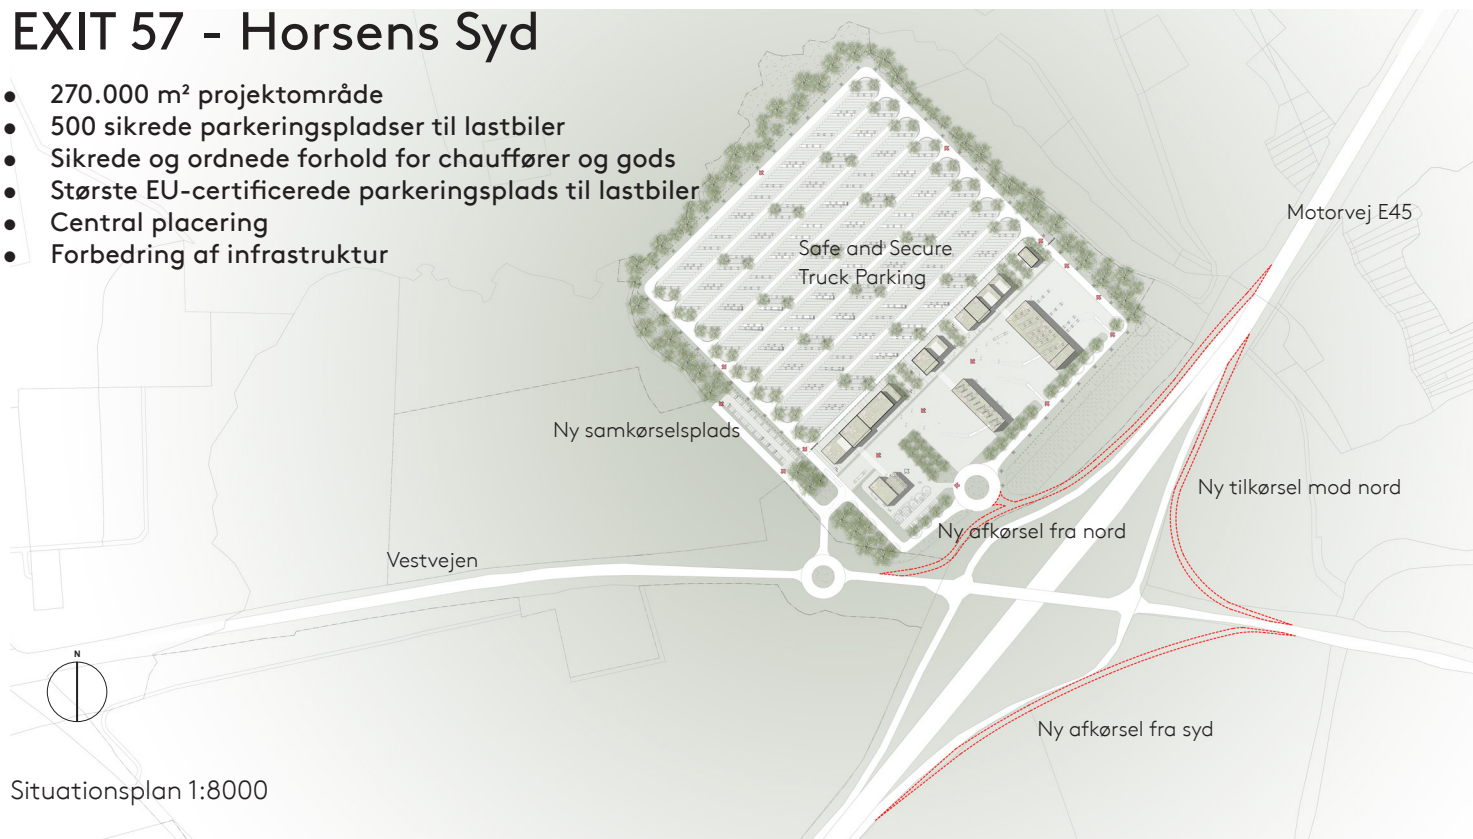 EXIT 57 - Horsens Syd
• 270.000 m² projektområde
• 500 sikrede parkeringspladser til lastbiler
• Sikrede og ordnede forhold for chauffører og gods
• Største EU-certificerede parkeringsplads til lastbiler
• Central placering
• Forbedring af infrastruktur
Motorvej E45
Safe and Secure
Truck Parking
Ny samkørselsplads
Ny tilkørsel mod nord
Ny afkørsel fra nord
Vestvejen
N
Ny afkørsel fra syd
Situationsplan 1:8000